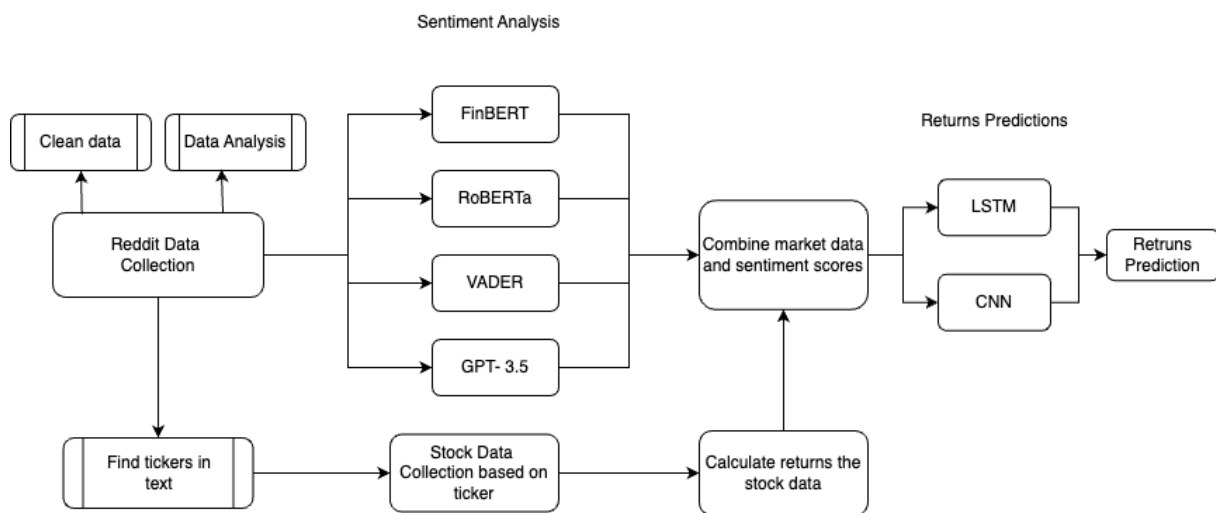 Sentiment Analysis
FinBERT
Clean data
Data Analysis
Returns Predictions
RoBERTa
LSTM
Reddit Data
Collection
Combine market data
and sentiment scores
Retruns
Prediction
VADER
CNN
GPT- 3.5
Find tickers in
text
Stock Data
Collection based on
ticker
Calculate returns the
stock data